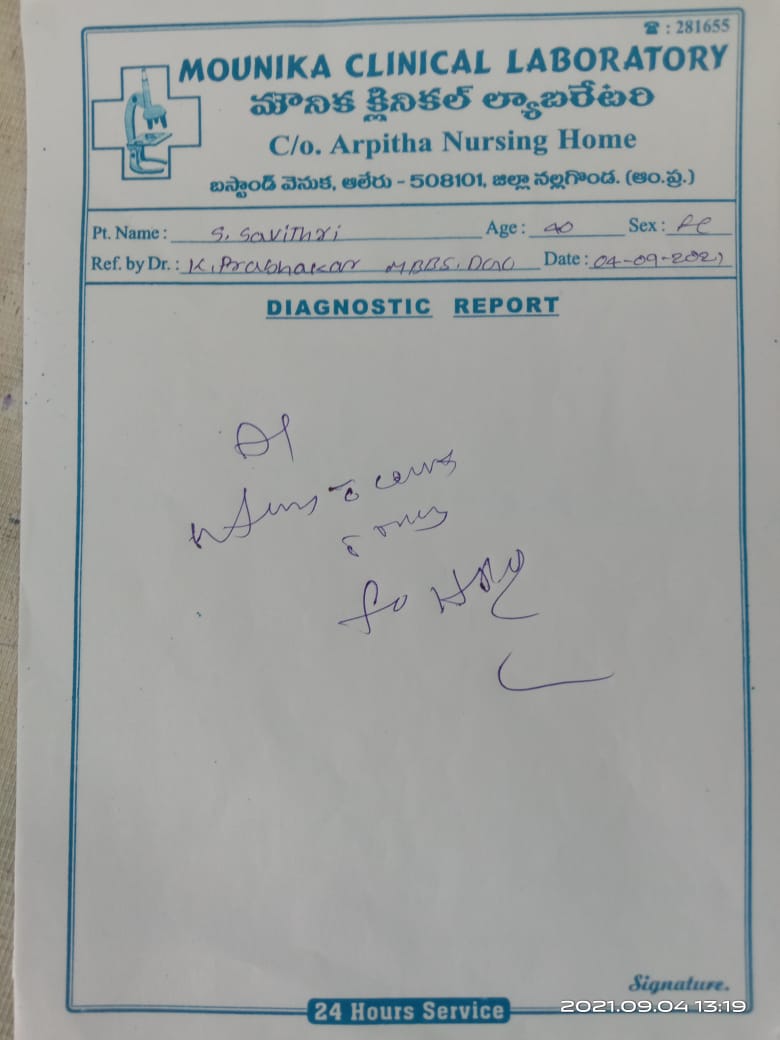 ☎ : 281655
MOUNIKA CLINICAL LABORATORY
మౌనిక క్లినికల్ ల్యాబరేటరి
C/o. Arpitha Nursing Home
బస్టాండ్ వెనుక, ఆలేరు - 508101, జిల్లా నల్లగొండ. (ఆం.ప్ర.)
Pt. Name : S. Savithri Age : 40 Sex : Fe
Ref. by Dr. : K. Prabhakar MBBS. DGO Date : 04-09-2021
DIAGNOSTIC REPORT
Signature.
24 Hours Service
2021.09.04 13:19